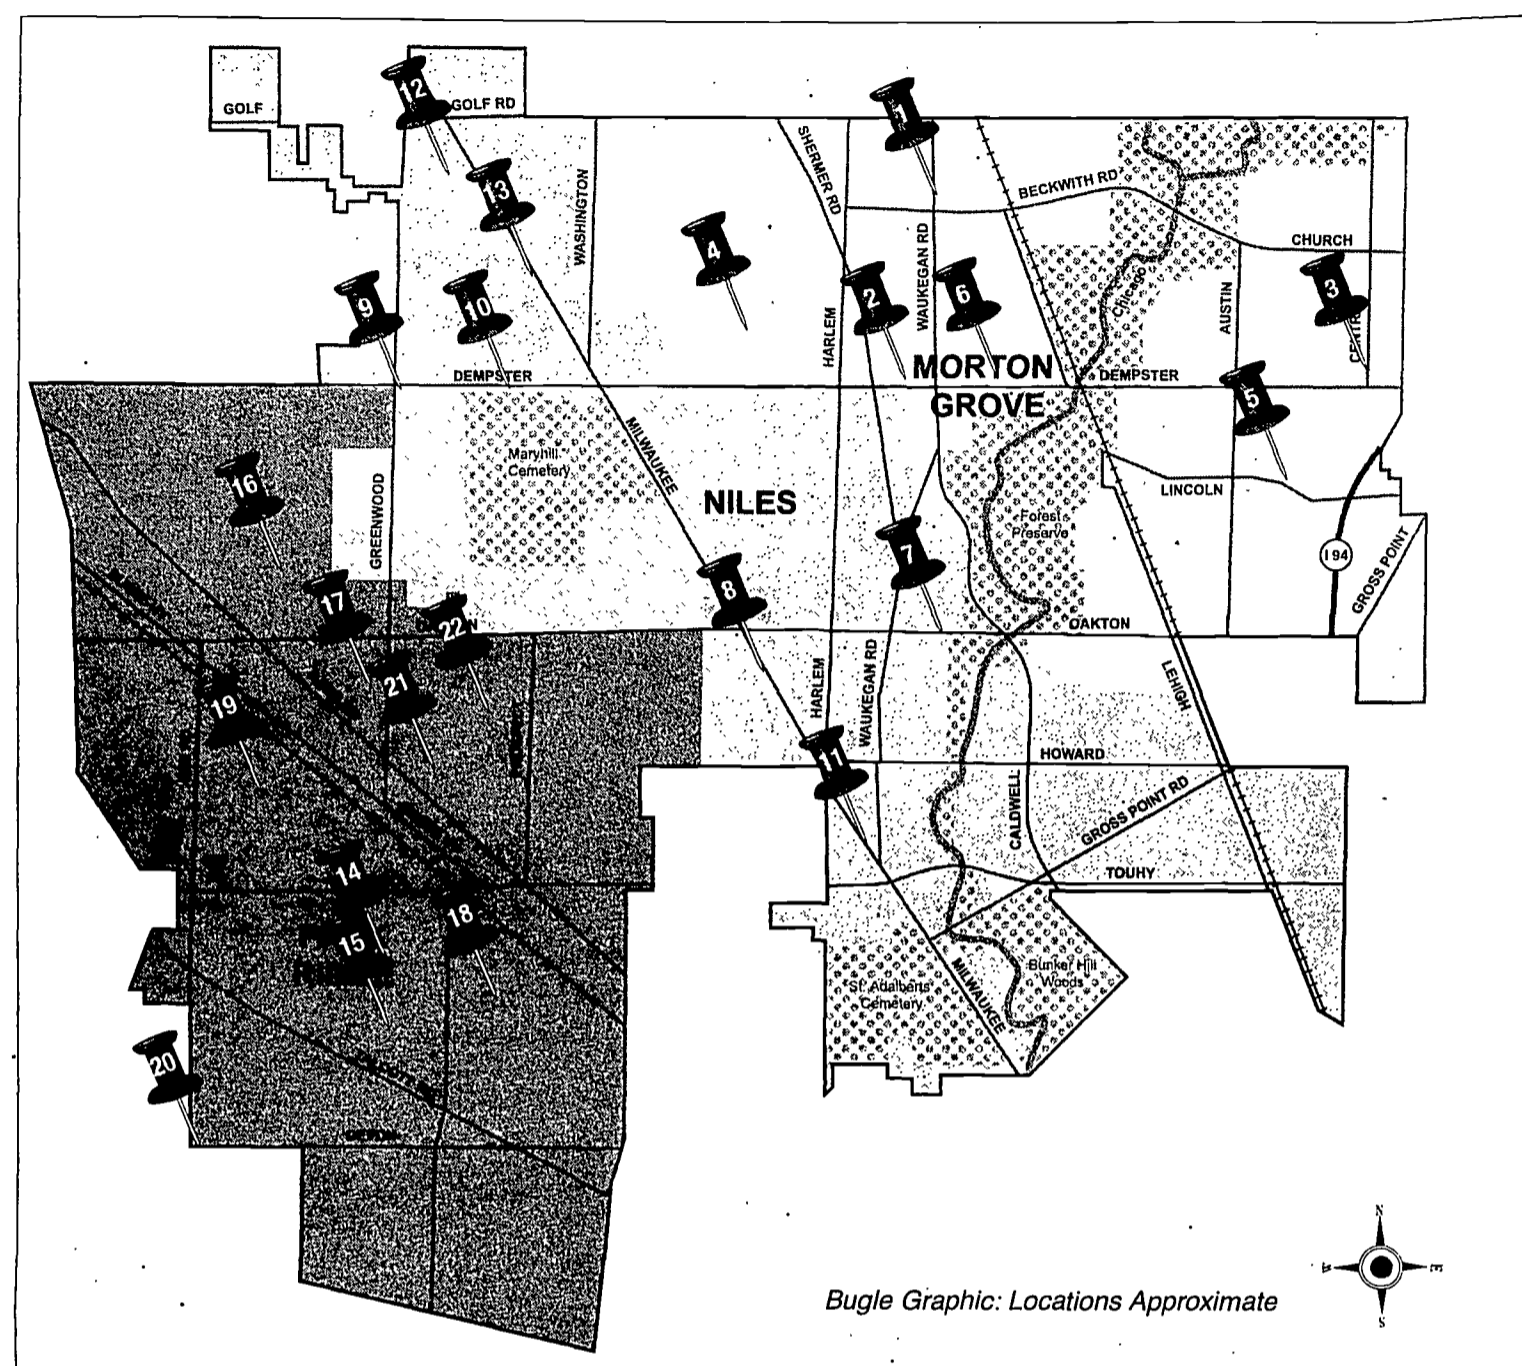 12
GOLF
GOLF RD
1
SHERMER RD
13
BECKWITH RD
WASHINGTON
4
WAUKEGAN RD
CHURCH
9
10
2
6
Chicago
3
AUSTIN
HARLEM
MORTON
GROVE
DEMPSTER
DEMPSTER
5
MILWAUKEE
Maryhill
Cemetery
16
NILES
LINCOLN
GREENWOOD
Forest
Preserve
7
I 94
GROSS POINT
17
8
22
OAKTON
21
19
HARLEM
WAUKEGAN RD
LEHIGH
11
HOWARD
CALDWELL
GROSS POINT RD
14
TOUHY
18
15
St. Adalberts
Cemetery
MILWAUKEE
Bunker Hill
Woods
20
N
E
S
Bugle Graphic: Locations Approximate